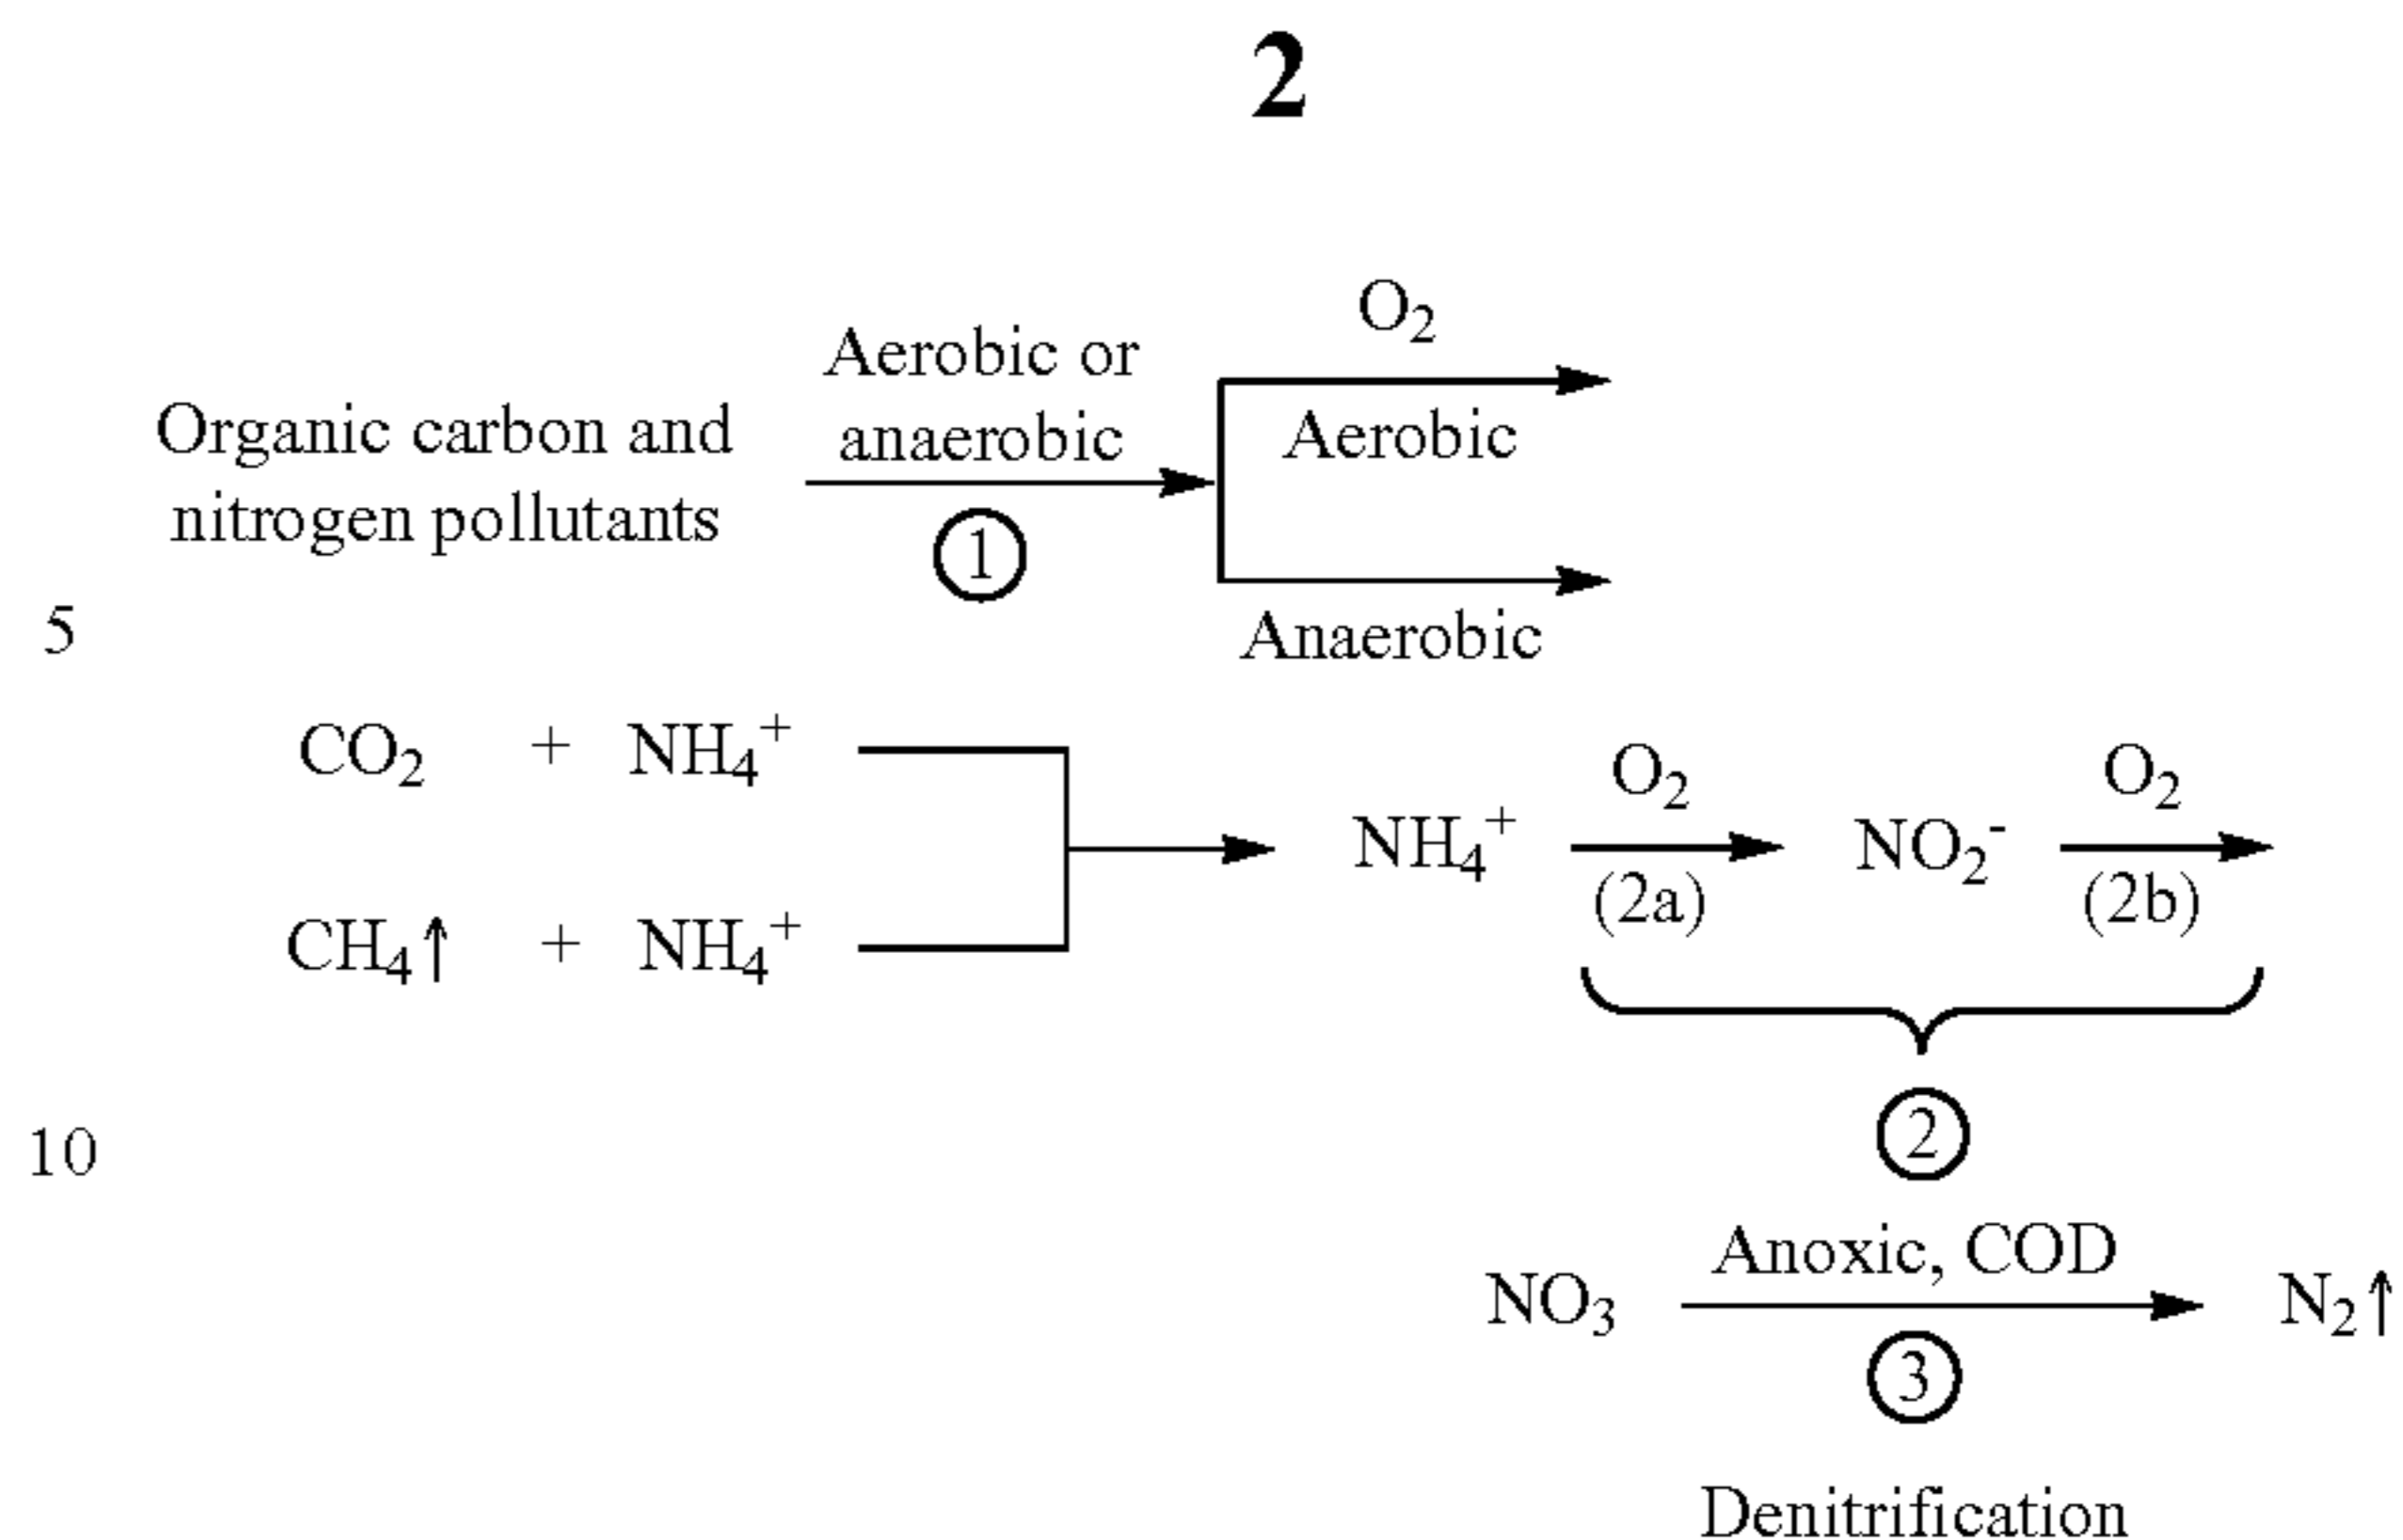 2
O₂
Aerobic or
anaerobic
Aerobic
Organic carbon and
nitrogen pollutants
①
5
Anaerobic
CO₂ + NH₄⁺
O₂ O₂
NH₄⁺ NO₂⁻
(2a) (2b)
CH₄↑ + NH₄⁺
②
10
Anoxic, COD
NO₃ N₂↑
③
Denitrification